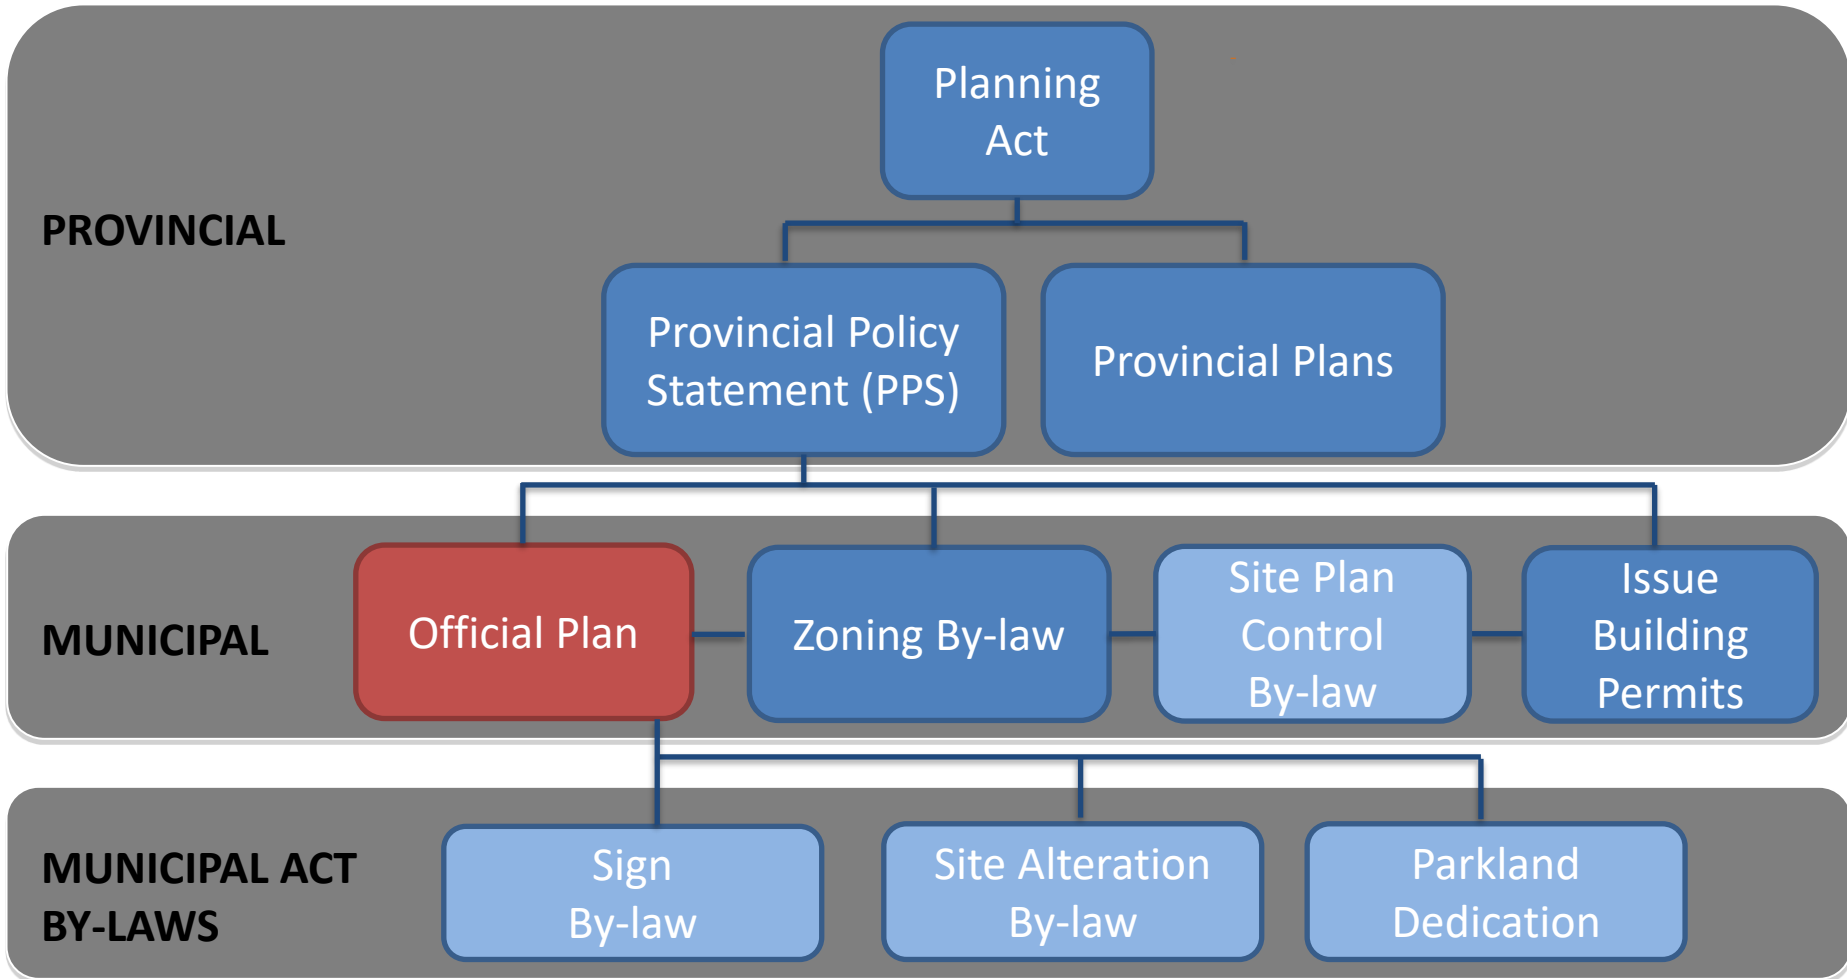 Planning
Act
PROVINCIAL
Provincial Policy
Statement (PPS)
Provincial Plans
MUNICIPAL
Official Plan
Zoning By-law
Site Plan
Control
By-law
Issue
Building
Permits
MUNICIPAL ACT
BY-LAWS
Sign
By-law
Site Alteration
By-law
Parkland
Dedication